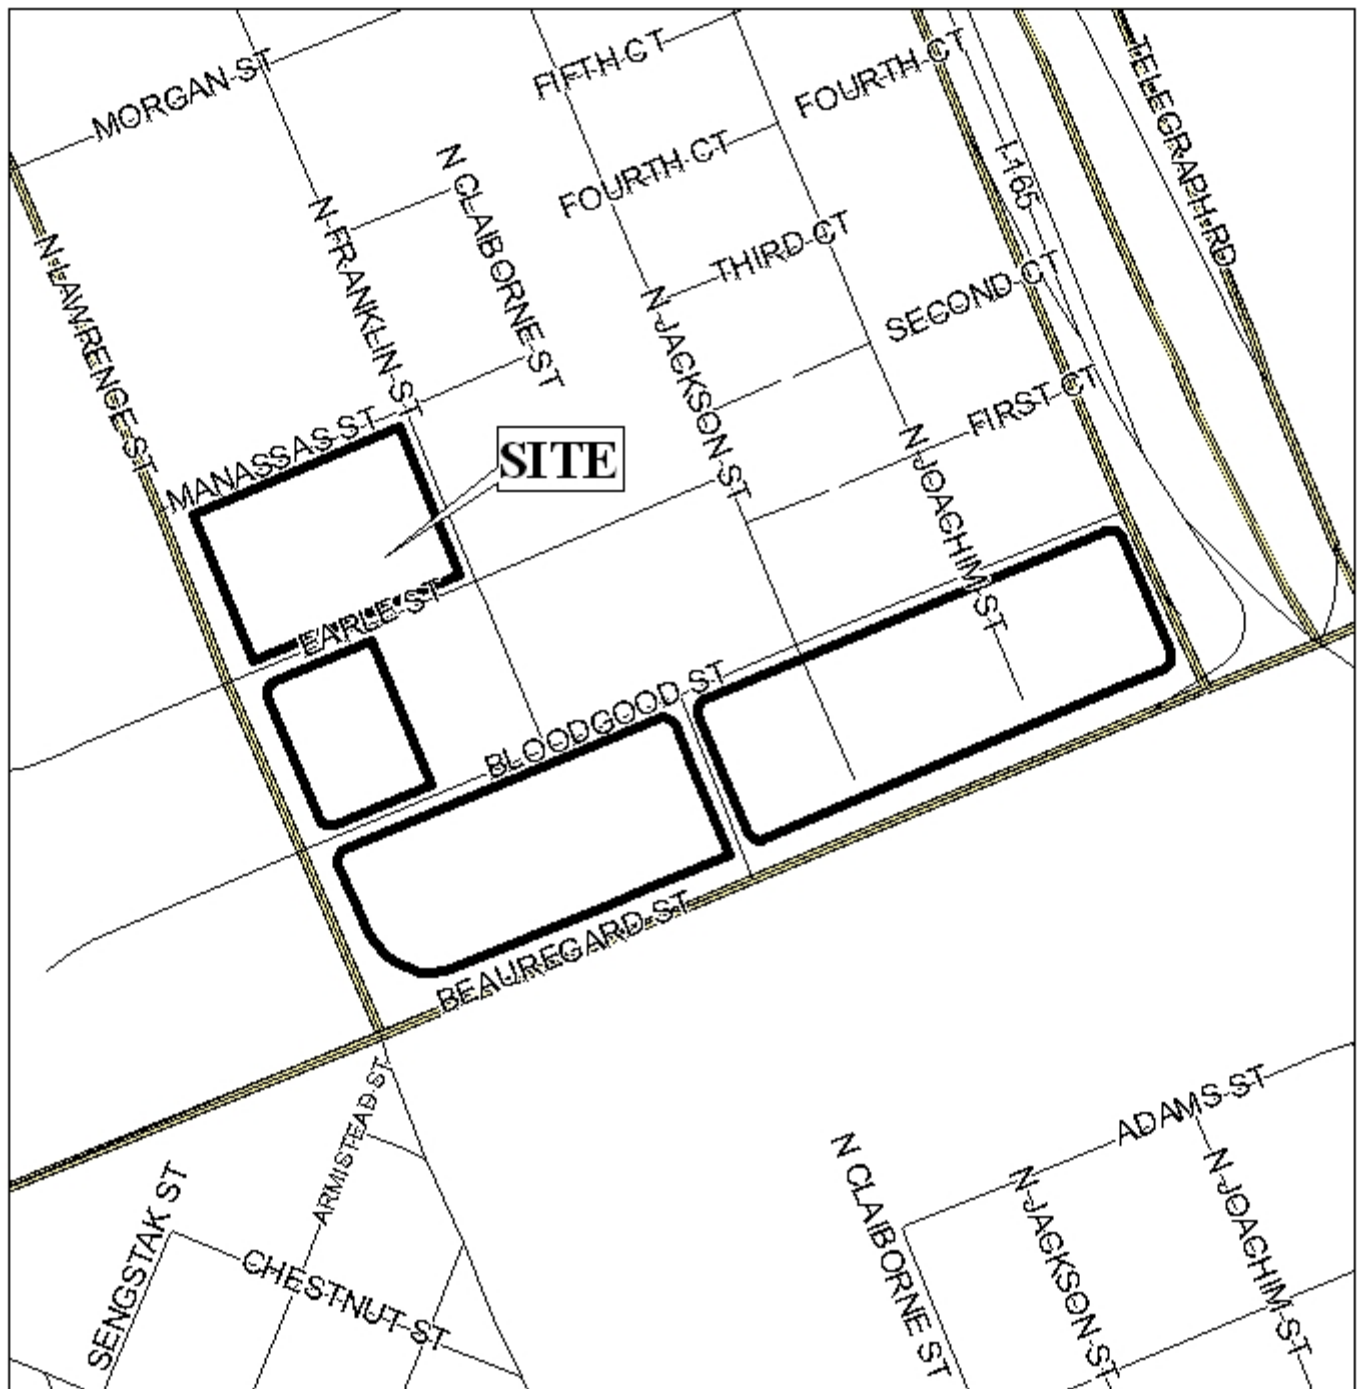 MORGAN ST
FIFTH CT
FOURTH CT
TELEGRAPH RD
N CLAIBORNE ST
FOURTH CT
I-165
N FRANKLIN ST
N LAWRENCE ST
THIRD CT
SECOND CT
N JACKSON ST
FIRST CT
MANASSAS ST
SITE
N JOACHIM ST
EARLE ST
BLOODGOOD ST
BEAUREGARD ST
ARMISTEAD ST
ADAMS ST
SENGSTAK ST
CHESTNUT ST
N CLAIBORNE ST
N JACKSON ST
N JOACHIM ST